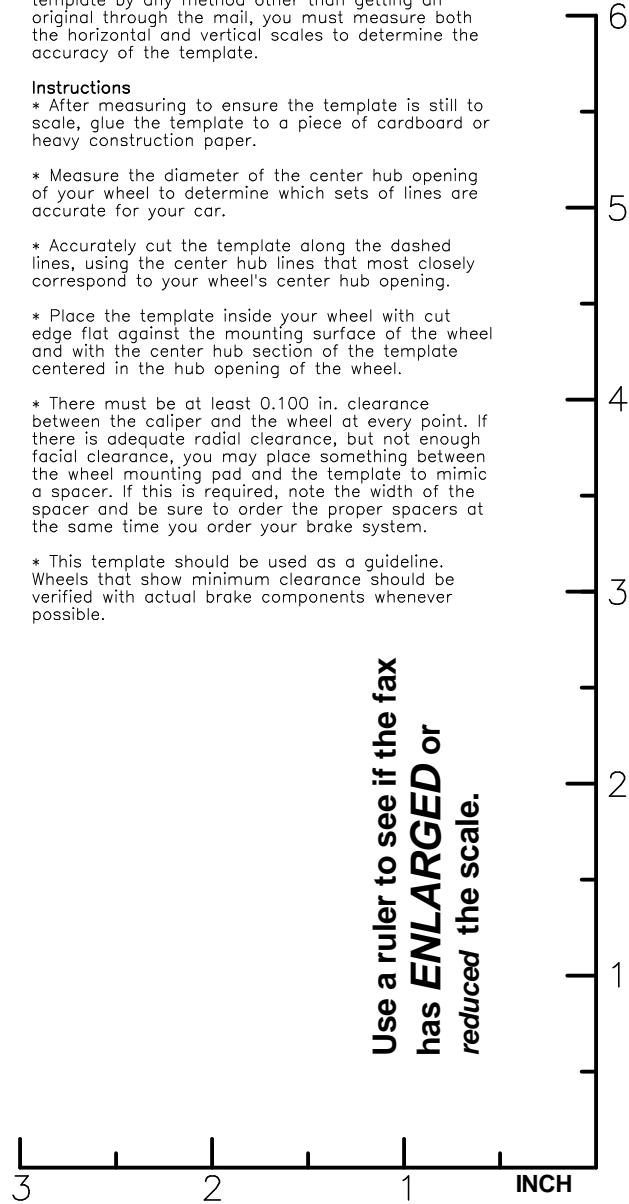 template by any method other than getting an
original through the mail, you must measure both
the horizontal and vertical scales to determine the
accuracy of the template.
Instructions
* After measuring to ensure the template is still to
scale, glue the template to a piece of cardboard or
heavy construction paper.
* Measure the diameter of the center hub opening
of your wheel to determine which sets of lines are
accurate for your car.
* Accurately cut the template along the dashed
lines, using the center hub lines that most closely
correspond to your wheel's center hub opening.
* Place the template inside your wheel with cut
edge flat against the mounting surface of the wheel
and with the center hub section of the template
centered in the hub opening of the wheel.
* There must be at least 0.100 in. clearance
between the caliper and the wheel at every point. If
there is adequate radial clearance, but not enough
facial clearance, you may place something between
the wheel mounting pad and the template to mimic
a spacer. If this is required, note the width of the
spacer and be sure to order the proper spacers at
the same time you order your brake system.
* This template should be used as a guideline.
Wheels that show minimum clearance should be
verified with actual brake components whenever
possible.
Use a ruler to see if the fax
has ENLARGED or
reduced the scale.
6
5
4
3
2
1
3 2 1 INCH